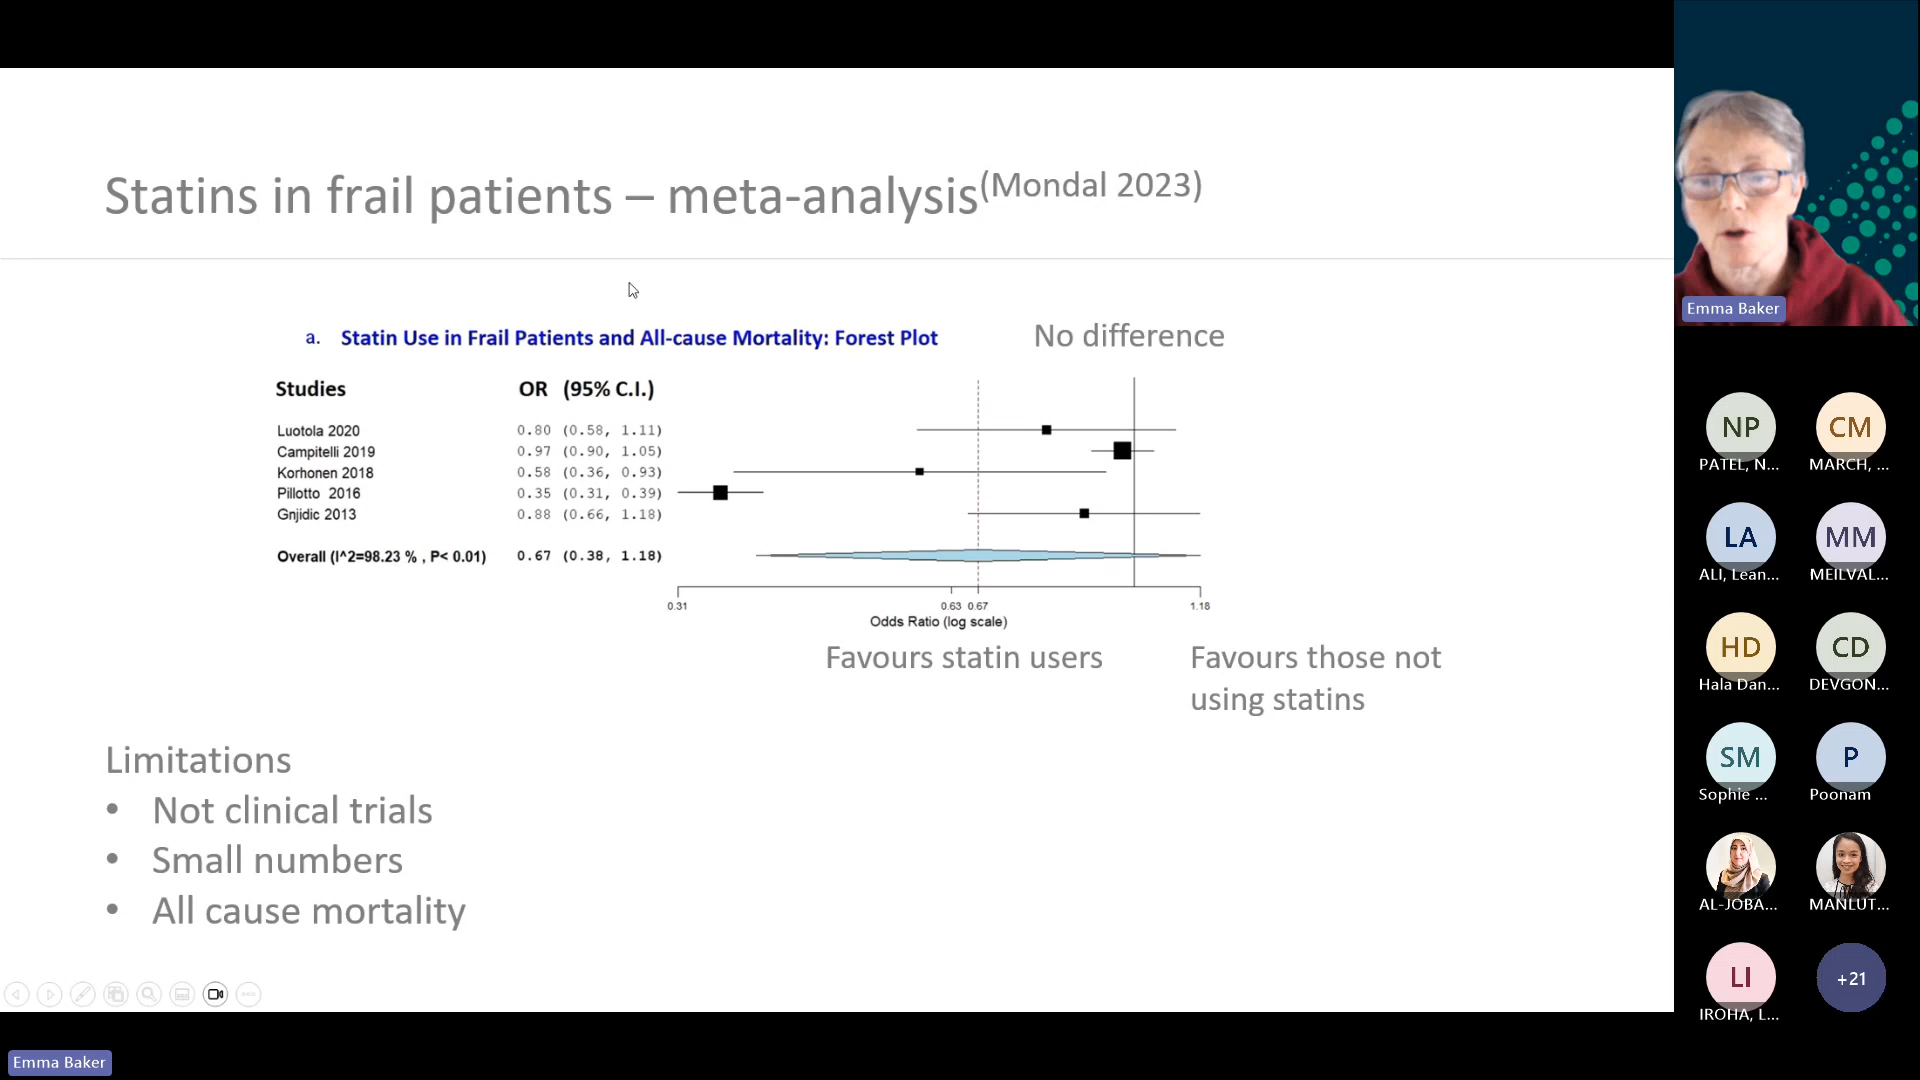 Statins in frail patients – meta-analysis(Mondal 2023)
a. Statin Use in Frail Patients and All-cause Mortality: Forest Plot
No difference
Studies OR (95% C.I.)
Luotola 2020 0.80 (0.58, 1.11)
Campitelli 2019 0.97 (0.90, 1.05)
Korhonen 2018 0.58 (0.36, 0.93)
Pillotto 2016 0.35 (0.31, 0.39)
Gnjidic 2013 0.88 (0.66, 1.18)
Overall (I^2=98.23 % , P< 0.01) 0.67 (0.38, 1.18)
0.31 0.63 0.67 1.18
Odds Ratio (log scale)
Favours statin users
Favours those not
using statins
Limitations
• Not clinical trials
• Small numbers
• All cause mortality
Emma Baker
Emma Baker
NP CM
PATEL, N... MARCH, ...
LA MM
ALI, Lean... MEILVAL...
HD CD
Hala Dan... DEVGON...
SM P
Sophie ... Poonam
AL-JOBA... MANLUT...
LI +21
IROHA, L...